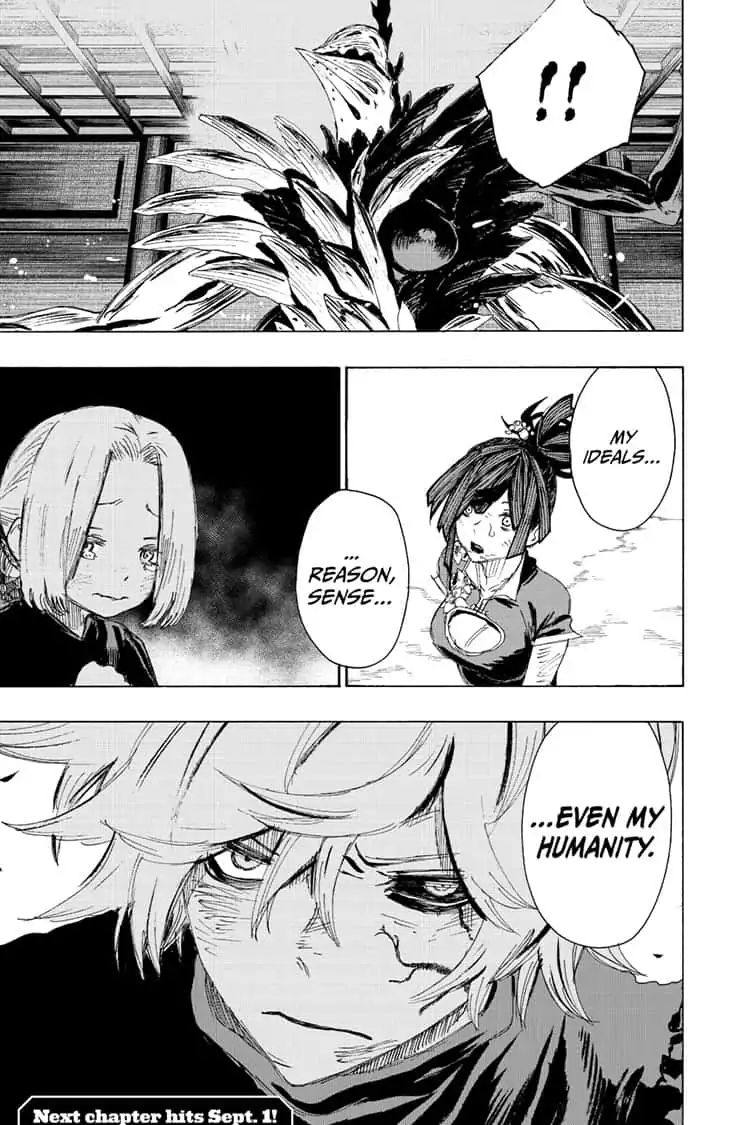 !!
MY
IDEALS...
...
REASON,
SENSE...
...EVEN MY
HUMANITY.
Next chapter hits Sept. 1!